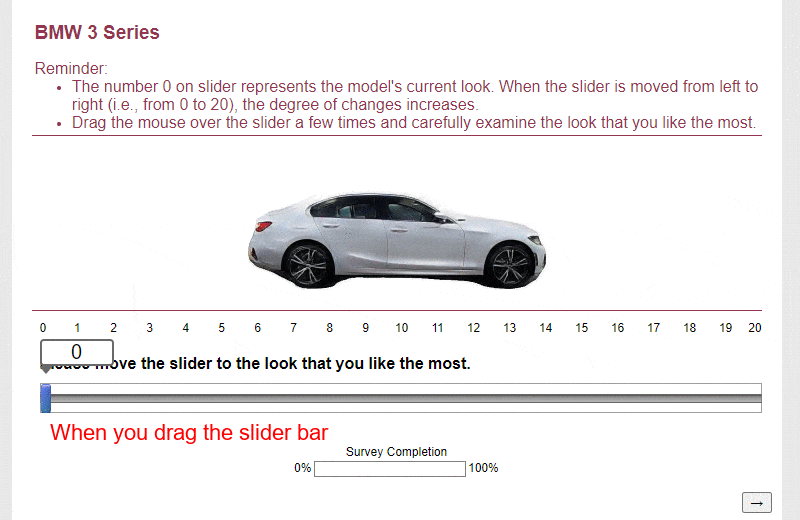 BMW 3 Series
Reminder:
• The number 0 on slider represents the model's current look. When the slider is moved from left to
right (i.e., from 0 to 20), the degree of changes increases.
• Drag the mouse over the slider a few times and carefully examine the look that you like the most.
0 1 2 3 4 5 6 7 8 9 10 11 12 13 14 15 16 17 18 19 20
0
move the slider to the look that you like the most.
When you drag the slider bar
Survey Completion
0% 100%
→